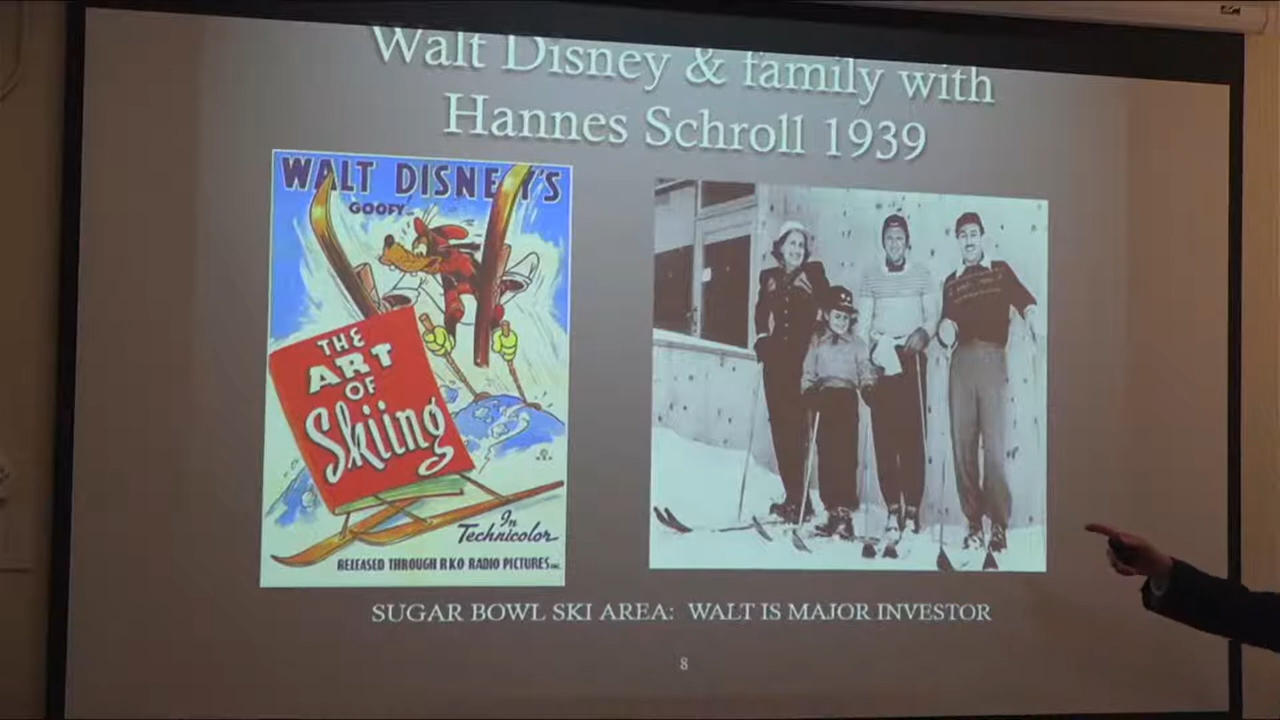 Walt Disney & family with
Hannes Schroll 1939
WALT DISNEY'S
GOOFY
THE
ART
OF
Skiing
In
Technicolor
RELEASED THROUGH RKO RADIO PICTURES INC.
SUGAR BOWL SKI AREA: WALT IS MAJOR INVESTOR
8